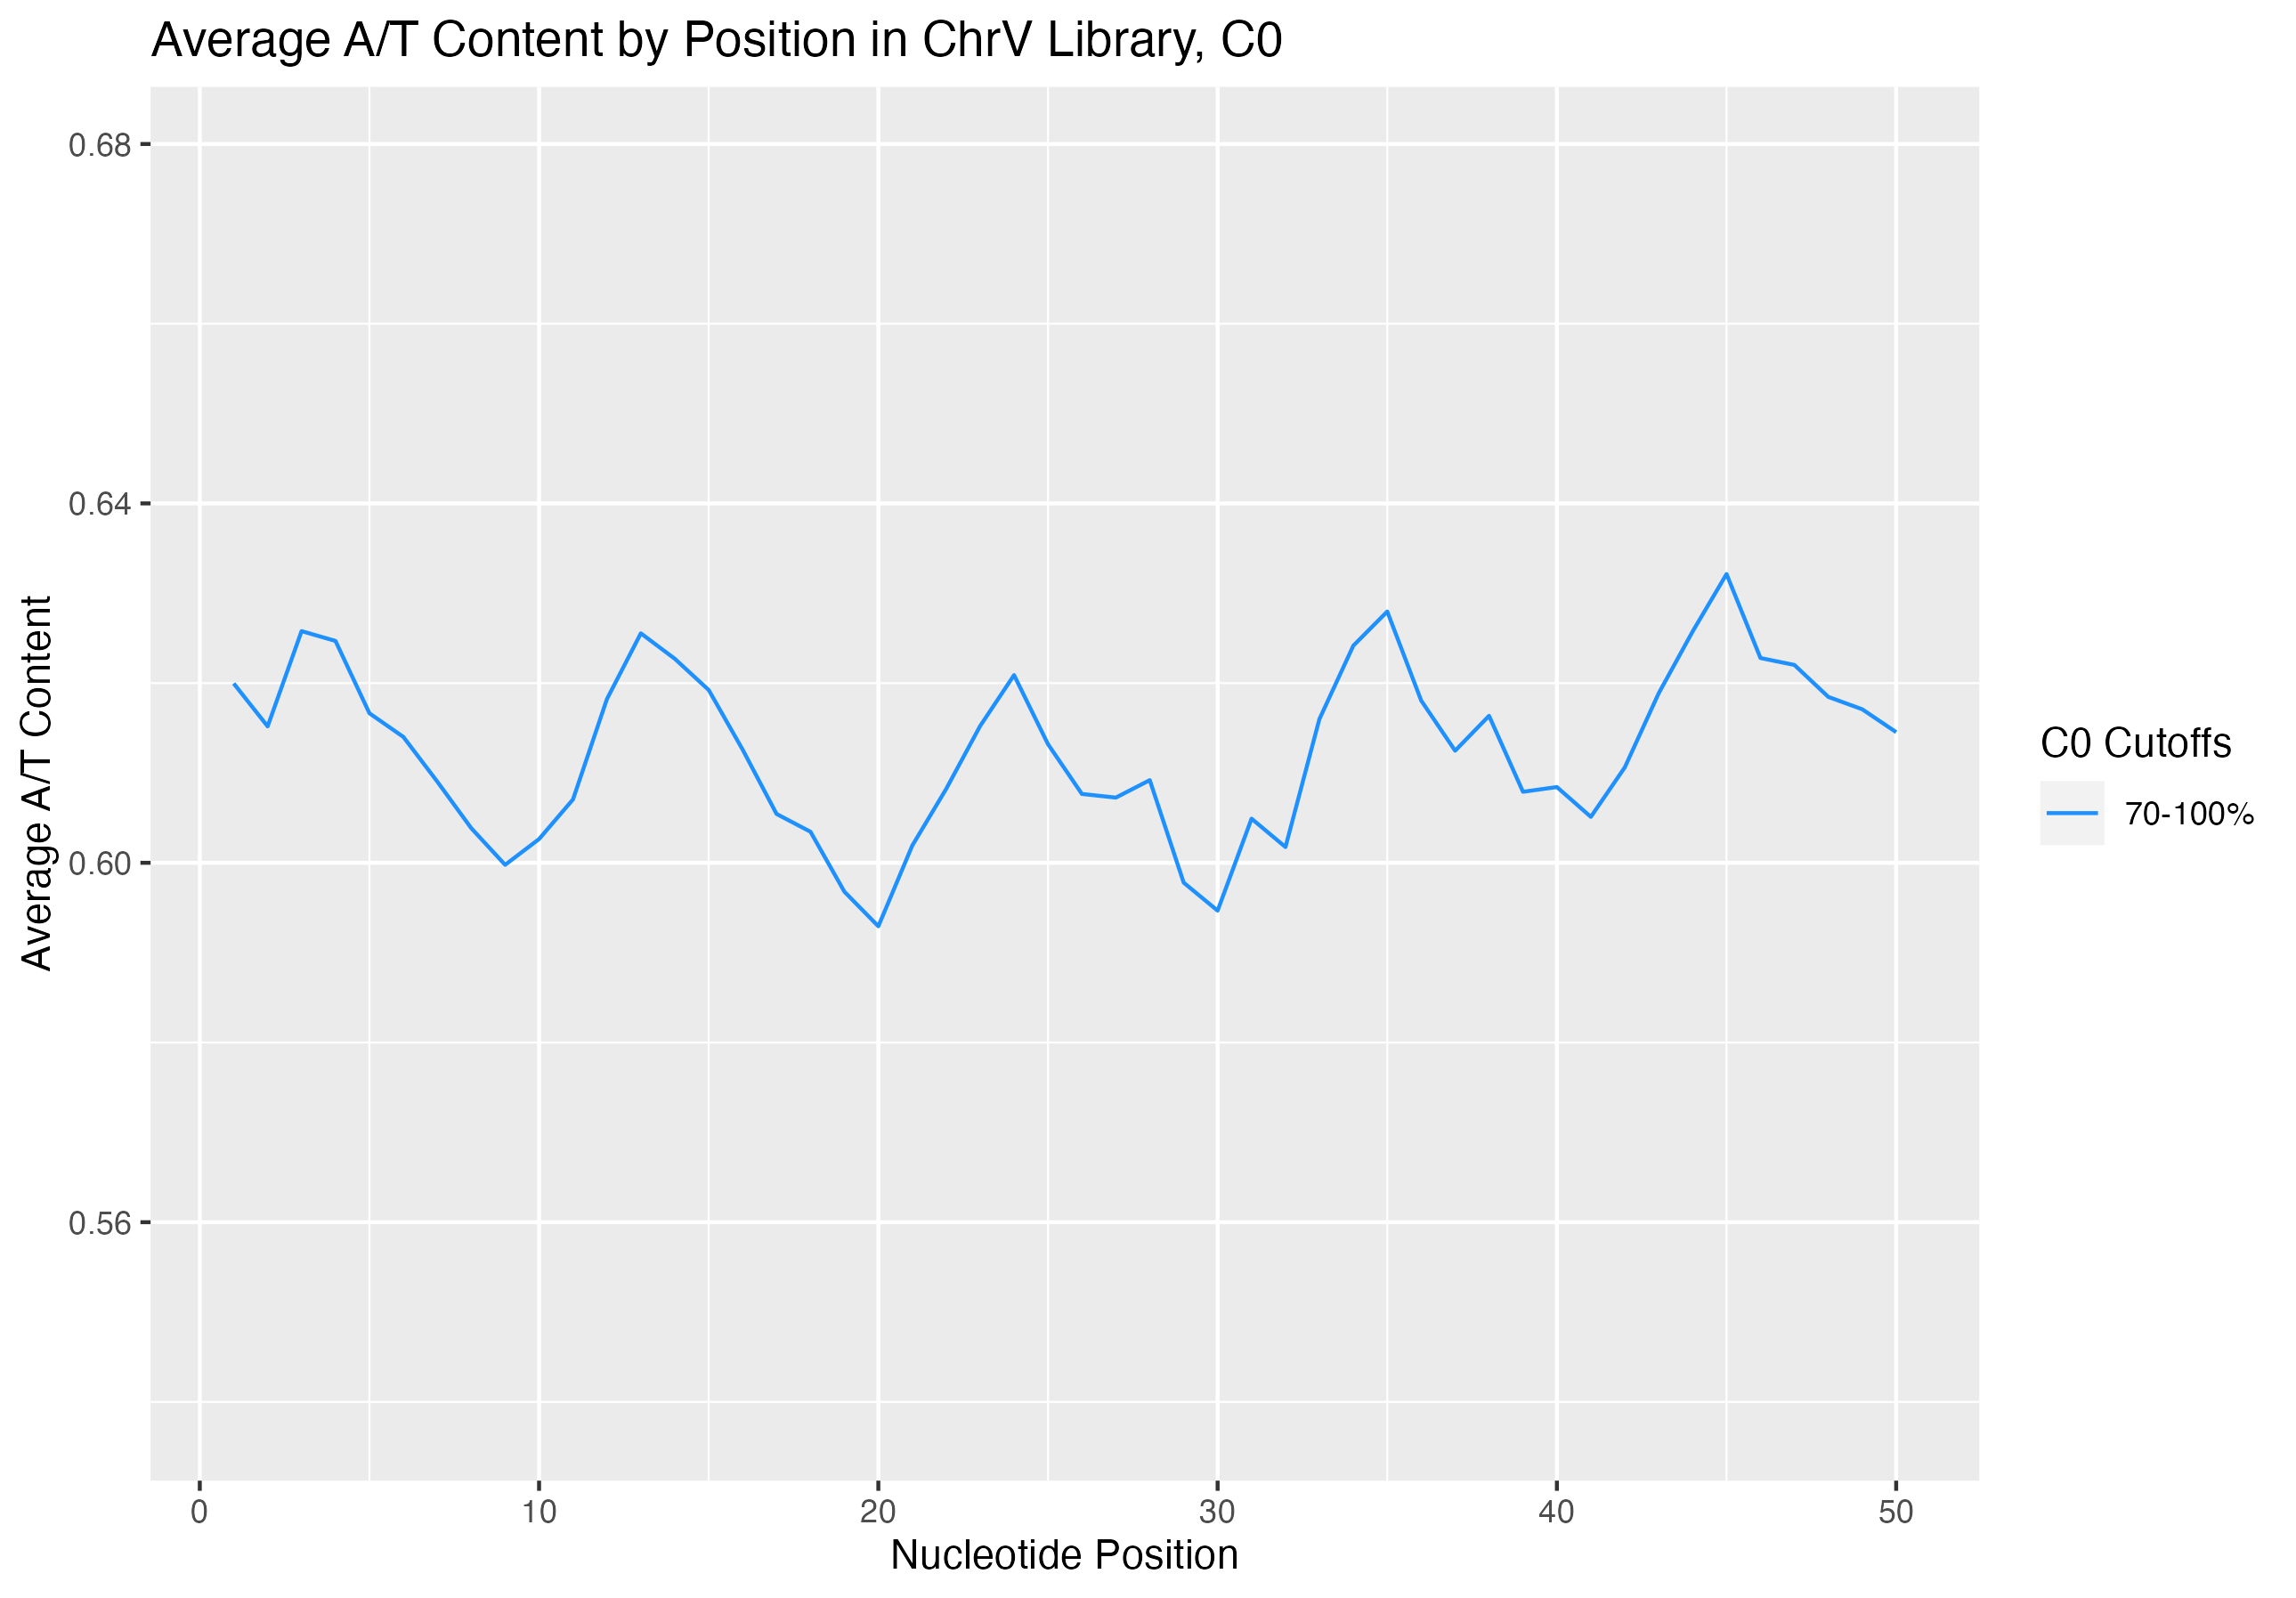 Average A/T Content by Position in ChrV Library, C0
0.68
0.64
0.60
0.56
Average A/T Content
0
10
20
30
40
50
Nucleotide Position
C0 Cutoffs
70-100%